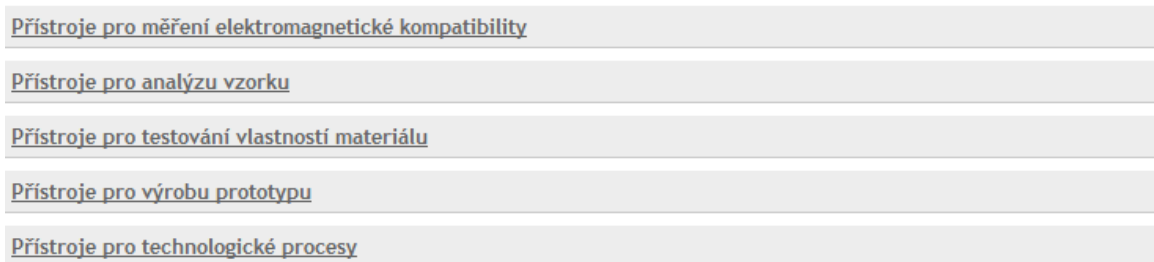 Přístroje pro měření elektromagnetické kompatibility
Přístroje pro analýzu vzorku
Přístroje pro testování vlastností materiálu
Přístroje pro výrobu prototypu
Přístroje pro technologické procesy